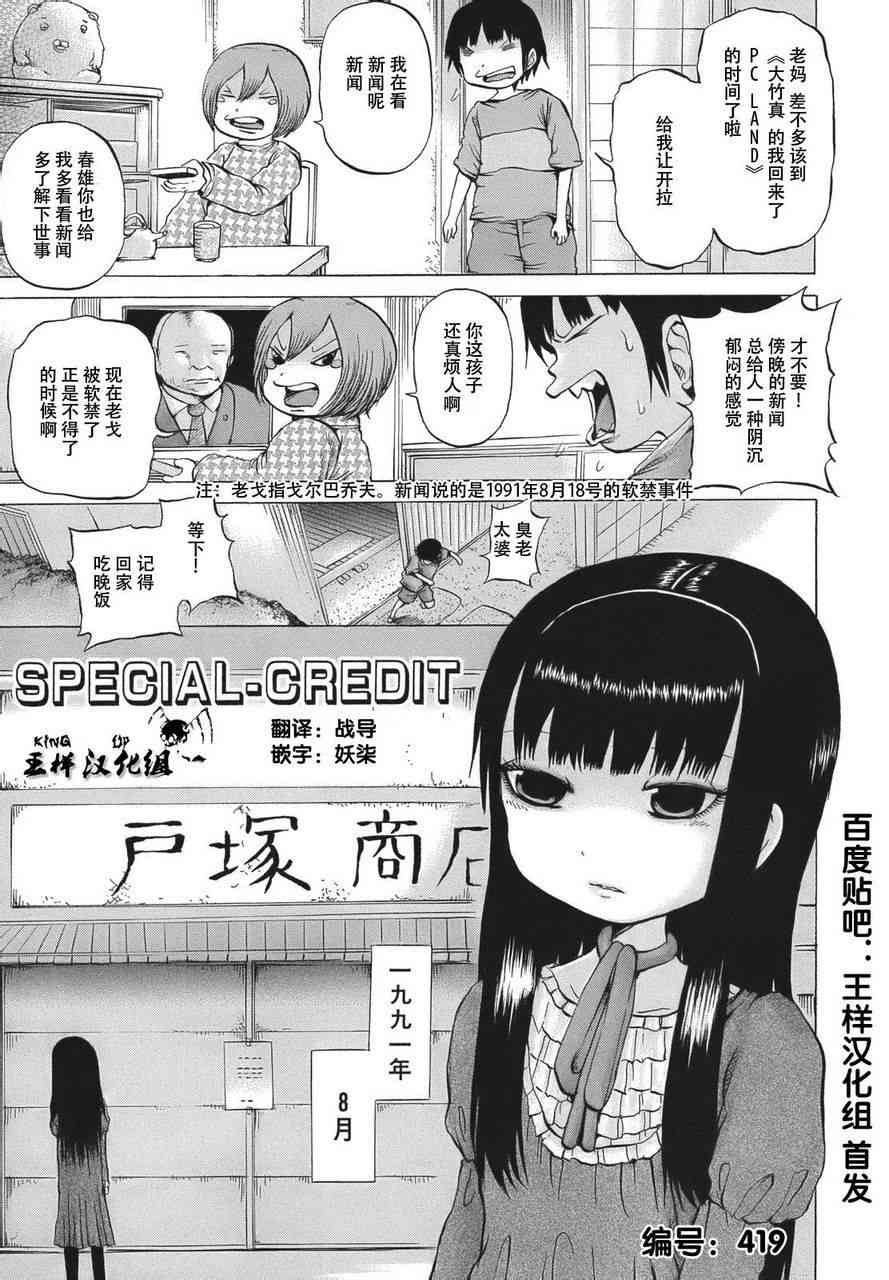 老妈 差不多该到
《大竹真 的我回来了
PC LAND》
的时间了啦
给我让开拉
我在看
新闻呢
新闻
春雄你也给
我多看看新闻
多了解下世事
才不要！
傍晚的新闻
总给人一种阴沉
郁闷的感觉
你这孩子
还真烦人啊
现在老戈
被软禁了
正是不得了
的时候啊
注：老戈指戈尔巴乔夫。新闻说的是1991年8月18号的软禁事件
臭老
太婆
等下！
记得
回家
吃晚饭
SPECIAL-CREDIT
KING UP
王样汉化组
翻译：战导
嵌字：妖柒
戸塚商店
一九九一年
8月
百度贴吧：王样汉化组 首发
编号：419